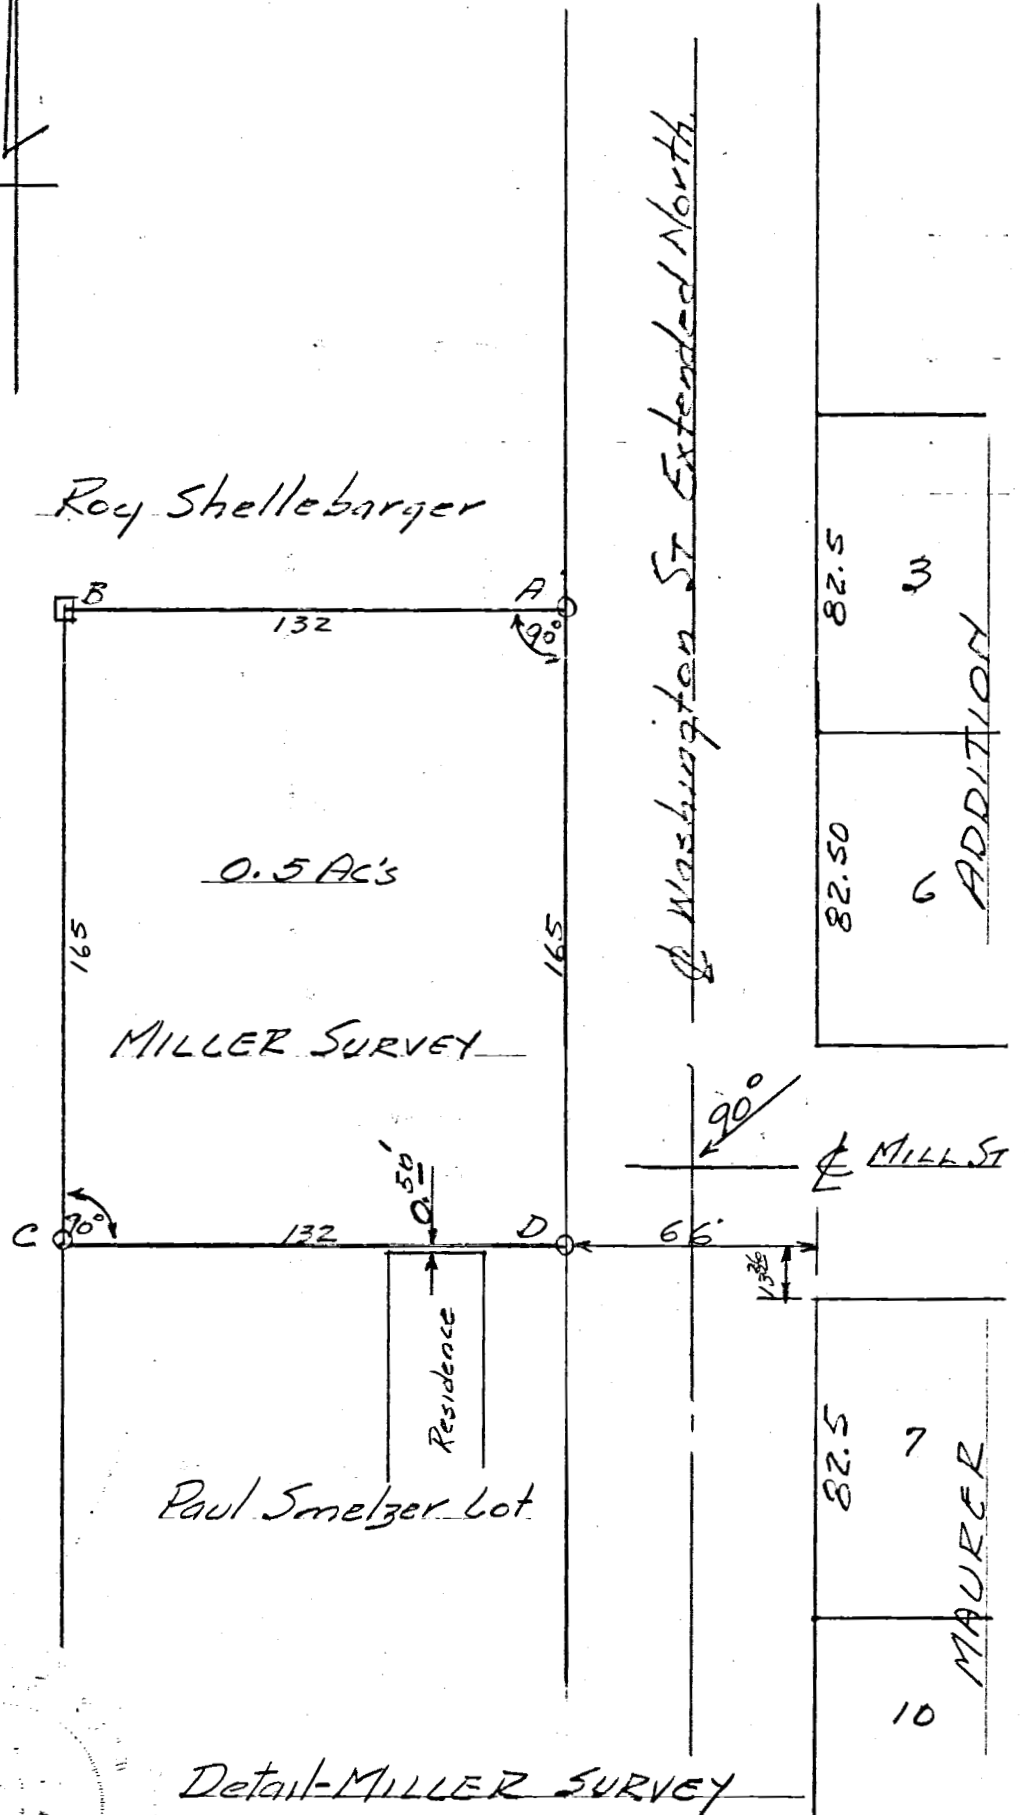 Roy Shellebarger
B
A
132
90°
0.5 Ac's
165
165
MILLER SURVEY
0.50'
C
90°
132
D
Residence
Paul Smelzer Lot
℄ Washington ST Extended North
90°
℄ MILL ST
66'
82.5
3
82.50
6
ADDITION
82.5
7
MAURER
10
Detail-MILLER SURVEY